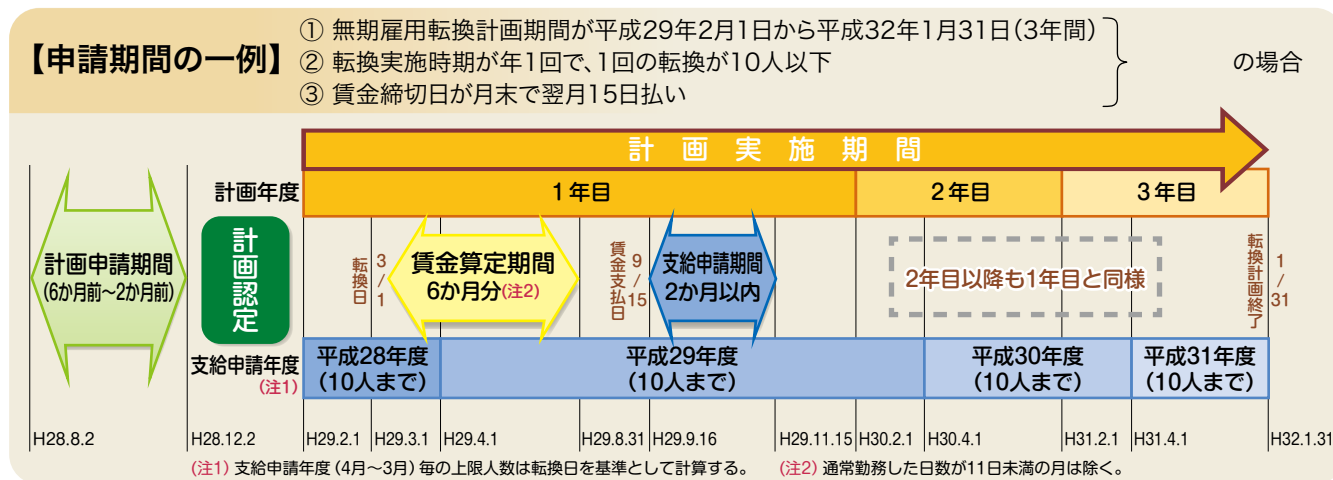 【申請期間の一例】
① 無期雇用転換計画期間が平成29年2月1日から平成32年1月31日(3年間)
② 転換実施時期が年1回で、1回の転換が10人以下
③ 賃金締切日が月末で翌月15日払い
の場合
計画実施期間
計画年度
1年目
2年目
3年目
計画申請期間
(6か月前〜2か月前)
計画認定
転換日
3/1
賃金算定期間
6か月分(注2)
賃金支払日
9/15
支給申請期間
2か月以内
2年目以降も1年目と同様
転換計画終了
1/31
支給申請年度
(注1)
平成28年度
(10人まで)
平成29年度
(10人まで)
平成30年度
(10人まで)
平成31年度
(10人まで)
H28.8.2
H28.12.2
H29.2.1
H29.3.1
H29.4.1
H29.8.31
H29.9.16
H29.11.15
H30.2.1
H30.4.1
H31.2.1
H31.4.1
H32.1.31
(注1) 支給申請年度(4月〜3月)毎の上限人数は転換日を基準として計算する。
(注2) 通常勤務した日数が11日未満の月は除く。